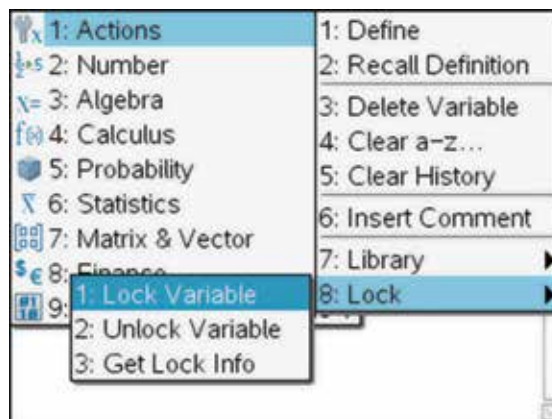 1: Actions
2: Number
3: Algebra
4: Calculus
5: Probability
6: Statistics
7: Matrix & Vector
8: Finance
9:
1: Define
2: Recall Definition
3: Delete Variable
4: Clear a–z...
5: Clear History
6: Insert Comment
7: Library
8: Lock
1: Lock Variable
2: Unlock Variable
3: Get Lock Info